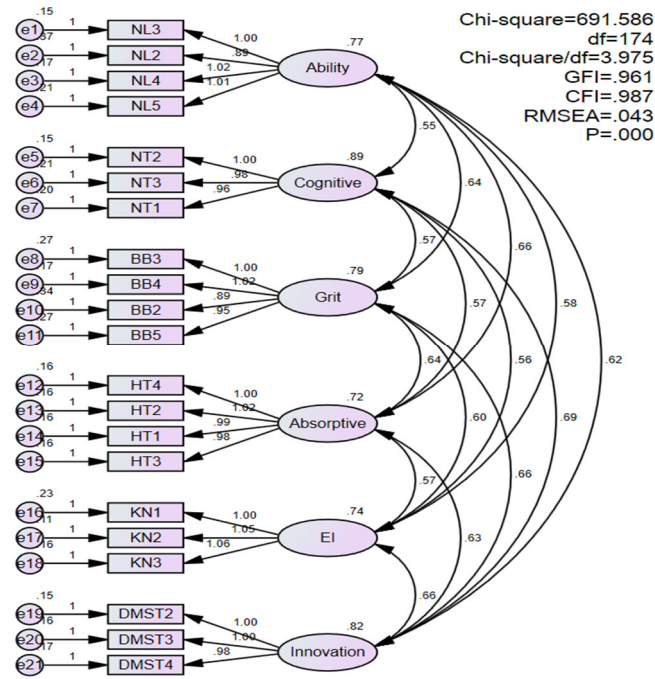 Chi-square=691.586
df=174
Chi-square/df=3.975
GFI=.961
CFI=.987
RMSEA=.043
P=.000
.15
e1 1 NL3 1.00
.37
e2 1 NL2 .89
.17
e3 1 NL4 1.02
.21
e4 1 NL5 1.01
.77
Ability
.15
e5 1 NT2 1.00
.21
e6 1 NT3 .98
.20
e7 1 NT1 .96
.89
Cognitive
.27
e8 1 BB3 1.00
.17
e9 1 BB4 1.02
.34
e10 1 BB2 .89
.27
e11 1 BB5 .95
.79
Grit
.16
e12 1 HT4 1.00
.16
e13 1 HT2 1.02
.16
e14 1 HT1 .99
.16
e15 1 HT3 .98
.72
Absorptive
.23
e16 1 KN1 1.00
.11
e17 1 KN2 1.05
.16
e18 1 KN3 1.06
.74
EI
.15
e19 1 DMST2 1.00
.16
e20 1 DMST3 1.00
.17
e21 1 DMST4 .98
.82
Innovation
.55
.64
.57
.66
.57
.58
.64
.56
.62
.60
.69
.57
.66
.63
.66